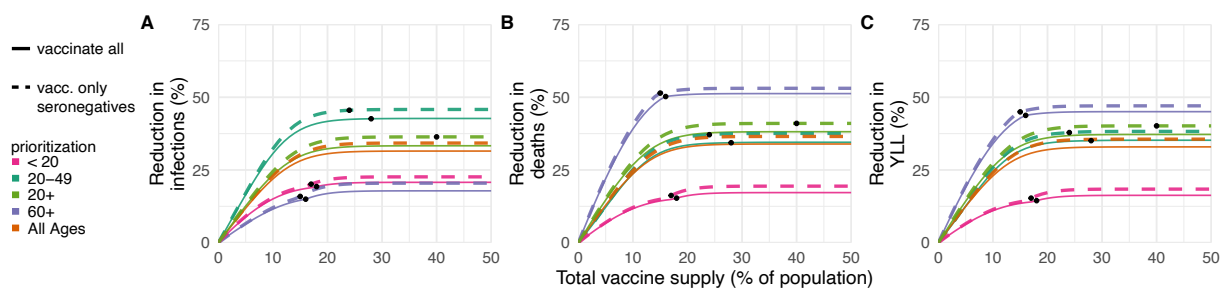 vaccinate all
vacc. only
seronegatives
prioritization
< 20
20−49
20+
60+
All Ages
A
Reduction in
infections (%)
75
50
25
0
0 10 20 30 40 50
B
Reduction in
deaths (%)
75
50
25
0
0 10 20 30 40 50
Total vaccine supply (% of population)
C
Reduction in
YLL (%)
75
50
25
0
0 10 20 30 40 50